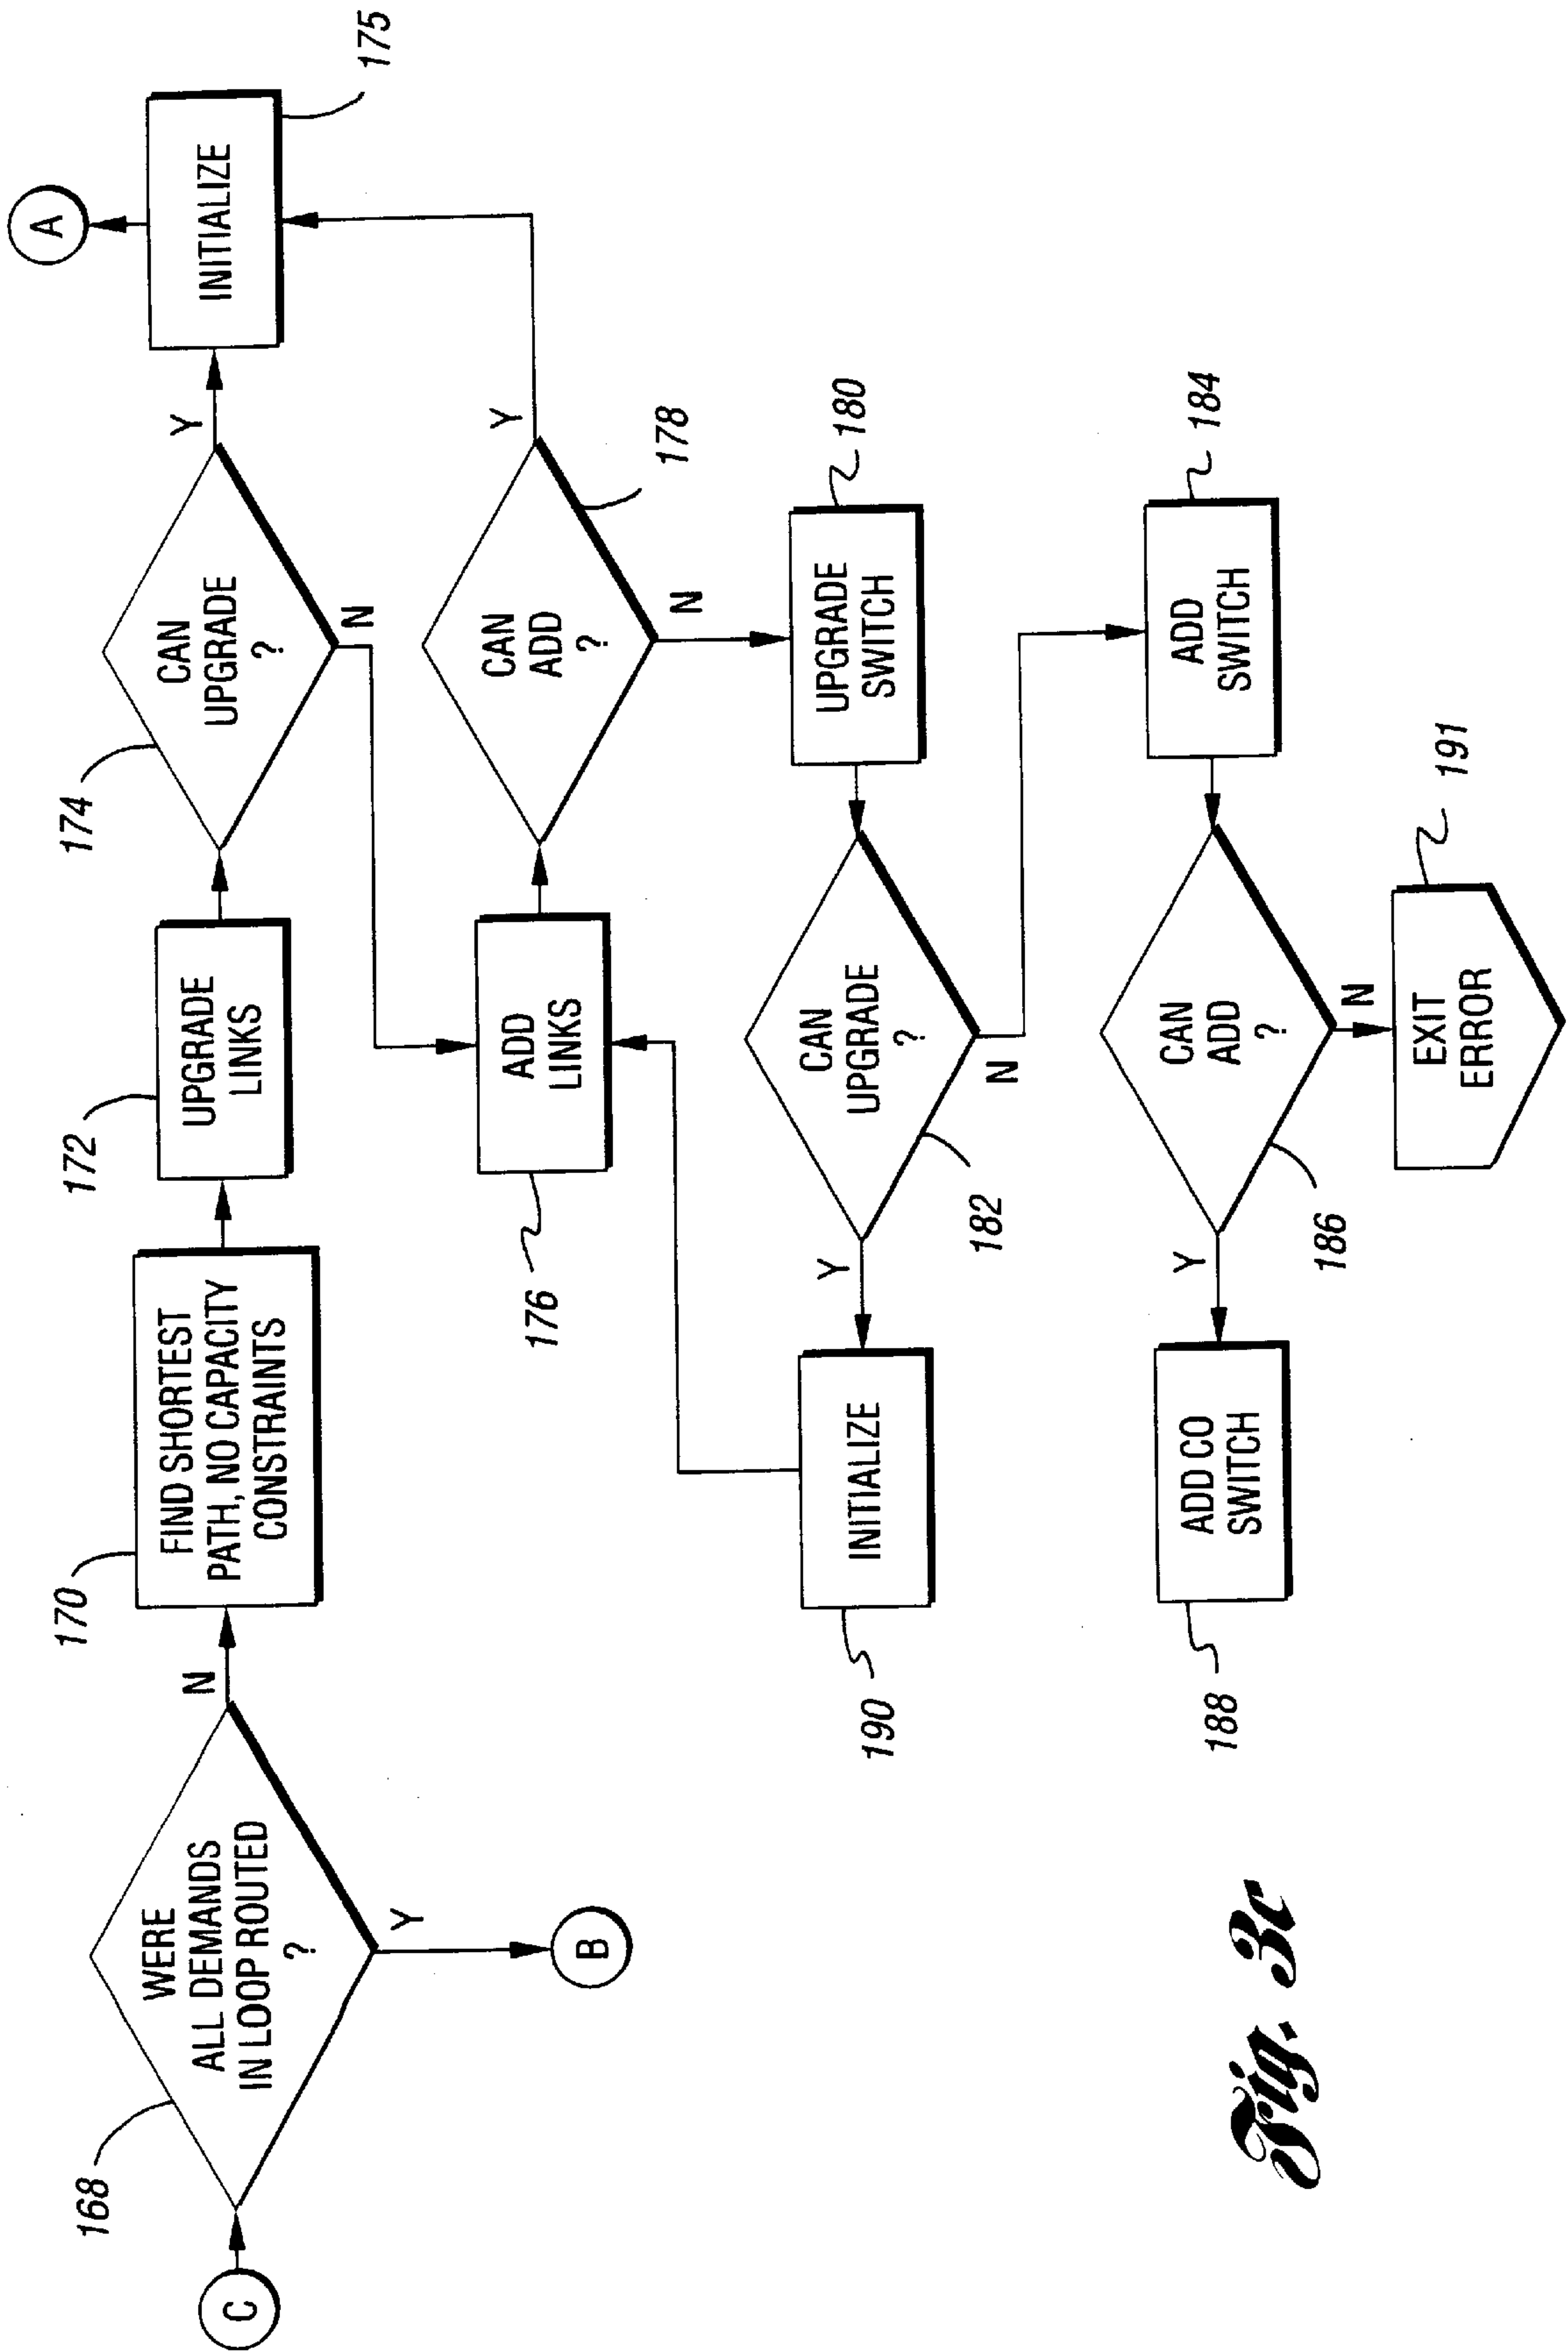 C
168
WERE
ALL DEMANDS
IN LOOP ROUTED
?
N
Y
B
170
FIND SHORTEST
PATH, NO CAPACITY
CONSTRAINTS
172
UPGRADE
LINKS
174
CAN
UPGRADE
?
Y
N
INITIALIZE
175
A
176
ADD
LINKS
CAN
ADD
?
178
Y
N
UPGRADE
SWITCH
180
CAN
UPGRADE
?
182
Y
N
INITIALIZE
190
ADD
SWITCH
184
CAN
ADD
?
186
Y
N
ADD CO
SWITCH
188
EXIT
ERROR
191
Fig. 3c